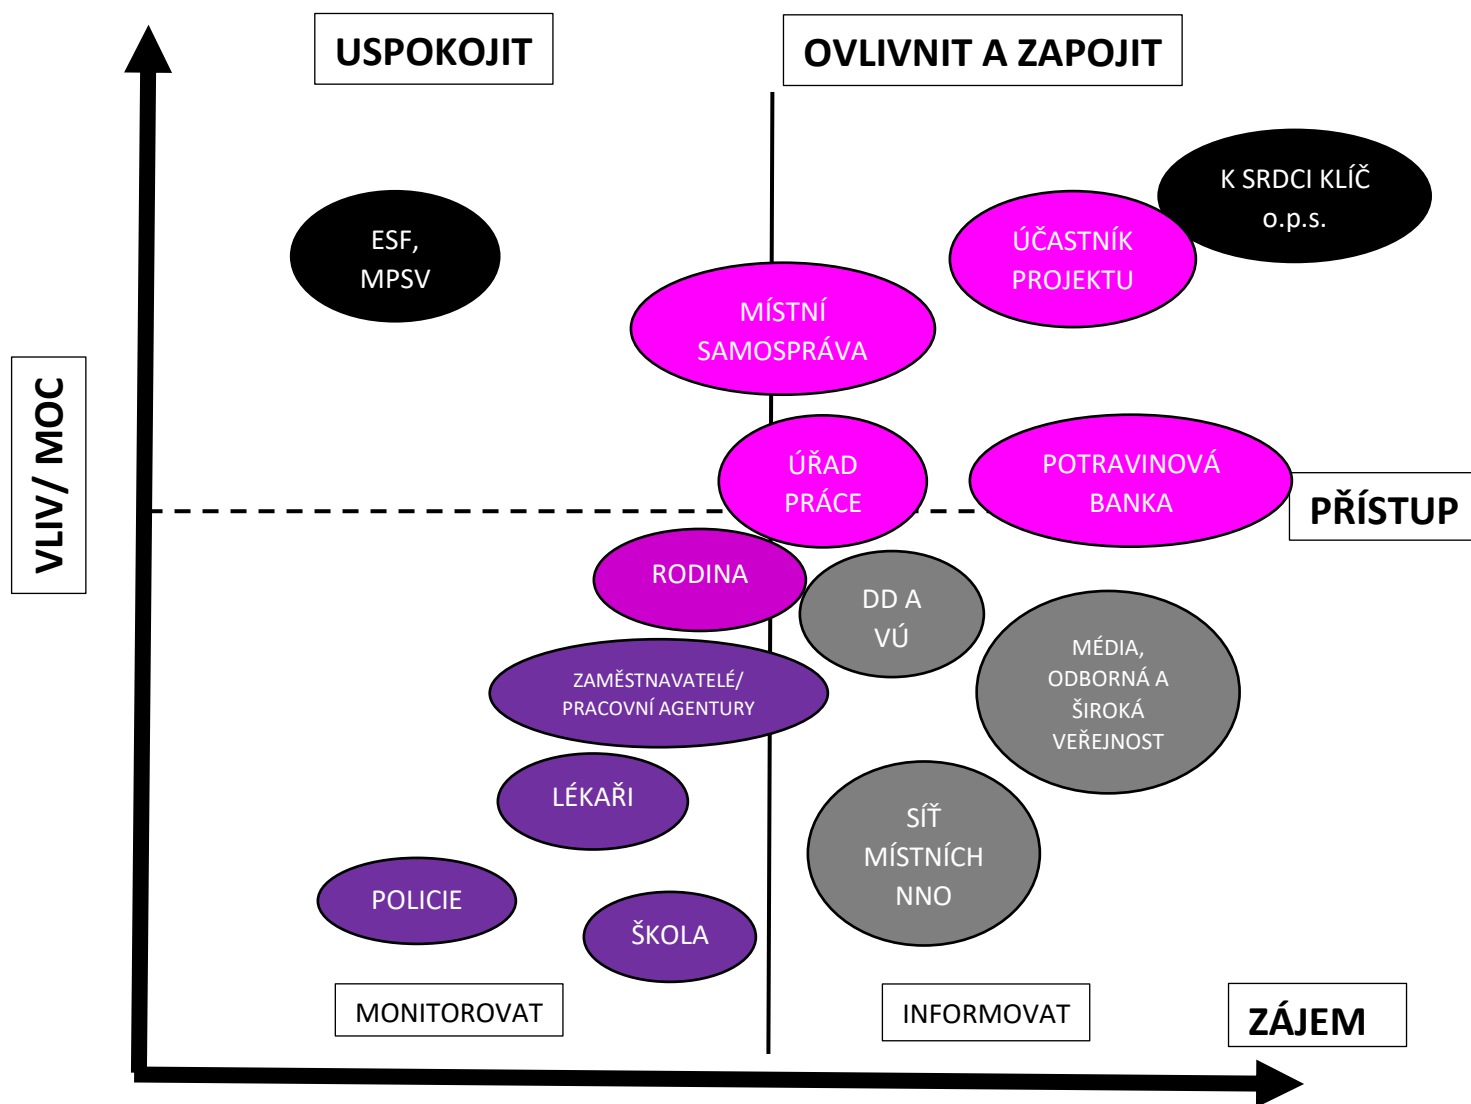 USPOKOJIT
OVLIVNIT A ZAPOJIT
K SRDCI KLÍČ
o.p.s.
ESF,
MPSV
ÚČASTNÍK
PROJEKTU
MÍSTNÍ
SAMOSPRÁVA
VLIV/ MOC
ÚŘAD
PRÁCE
POTRAVINOVÁ
BANKA
PŘÍSTUP
RODINA
DD A
VÚ
ZAMĚSTNAVATELÉ/
PRACOVNÍ AGENTURY
MÉDIA,
ODBORNÁ A
ŠIROKÁ
VEŘEJNOST
LÉKAŘI
SÍŤ
MÍSTNÍCH
NNO
POLICIE
ŠKOLA
MONITOROVAT
INFORMOVAT
ZÁJEM